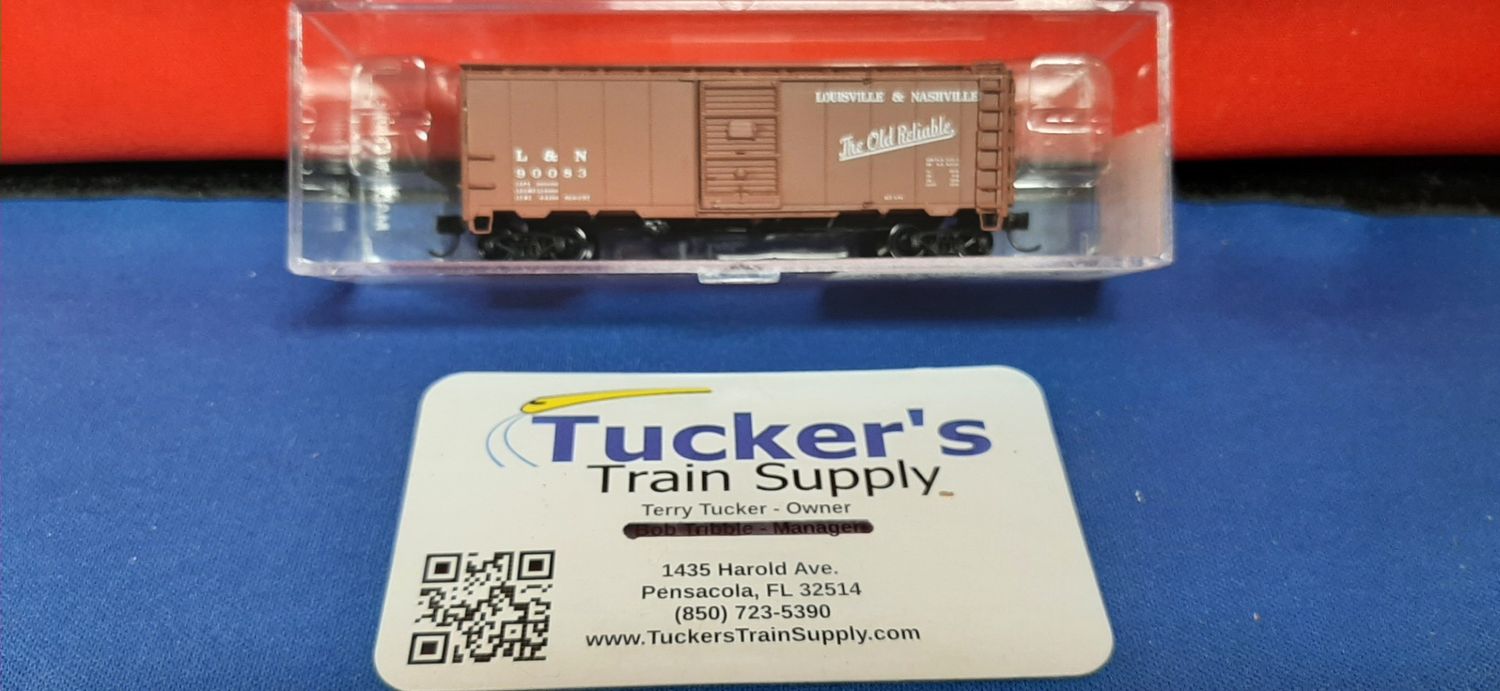 LOUISVILLE & NASHVILLE
The Old Reliable
L & N
90083
Tucker's
Train Supply
Terry Tucker - Owner
Bob Tribble - Manager
1435 Harold Ave.
Pensacola, FL 32514
(850) 723-5390
www.TuckersTrainSupply.com